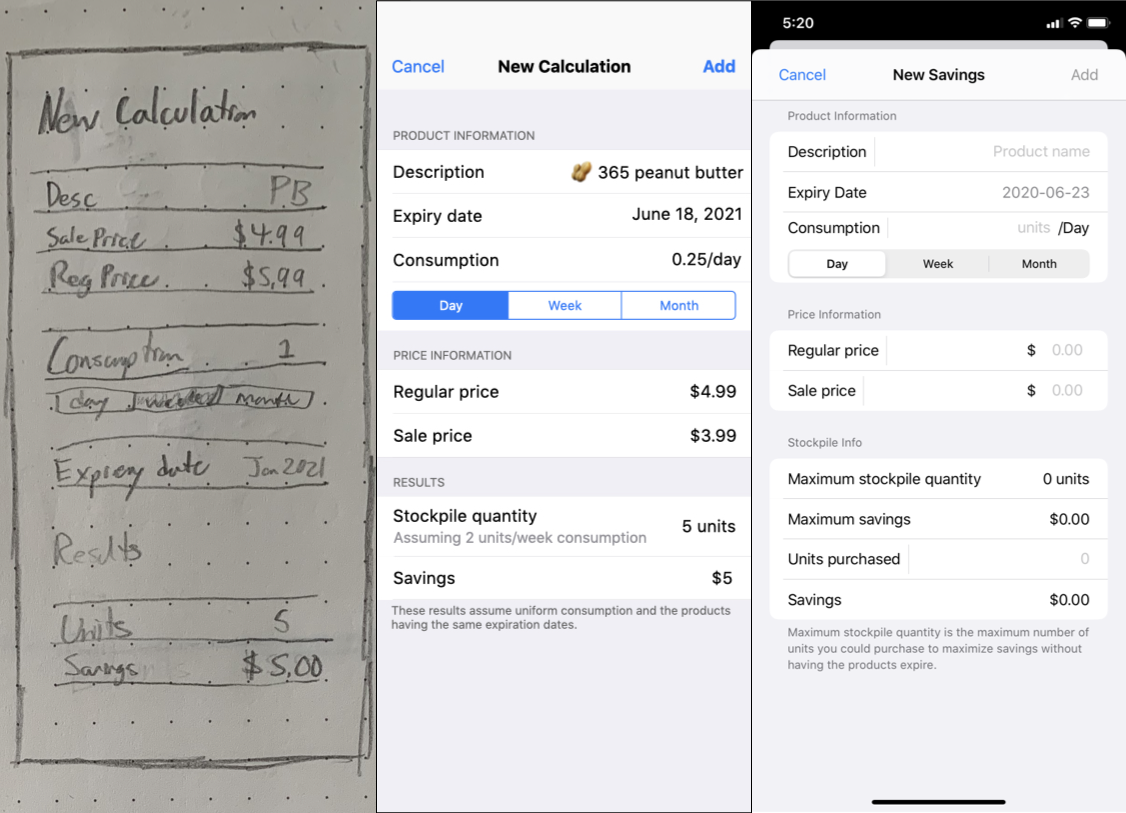 New Calculation
Desc PB
Sale Price $4.99
Reg Price $5,99
Consumption 1
day week month
Expiery date Jan 2021
Results
Units 5
Savings $5.00
Cancel New Calculation Add
PRODUCT INFORMATION
Description 🥜 365 peanut butter
Expiry date June 18, 2021
Consumption 0.25/day
Day Week Month
PRICE INFORMATION
Regular price $4.99
Sale price $3.99
RESULTS
Stockpile quantity 5 units
Assuming 2 units/week consumption
Savings $5
These results assume uniform consumption and the products
having the same expiration dates.
5:20
Cancel New Savings Add
Product Information
Description Product name
Expiry Date 2020-06-23
Consumption units /Day
Day Week Month
Price Information
Regular price $ 0.00
Sale price $ 0.00
Stockpile Info
Maximum stockpile quantity 0 units
Maximum savings $0.00
Units purchased 0
Savings $0.00
Maximum stockpile quantity is the maximum number of
units you could purchase to maximize savings without
having the products expire.